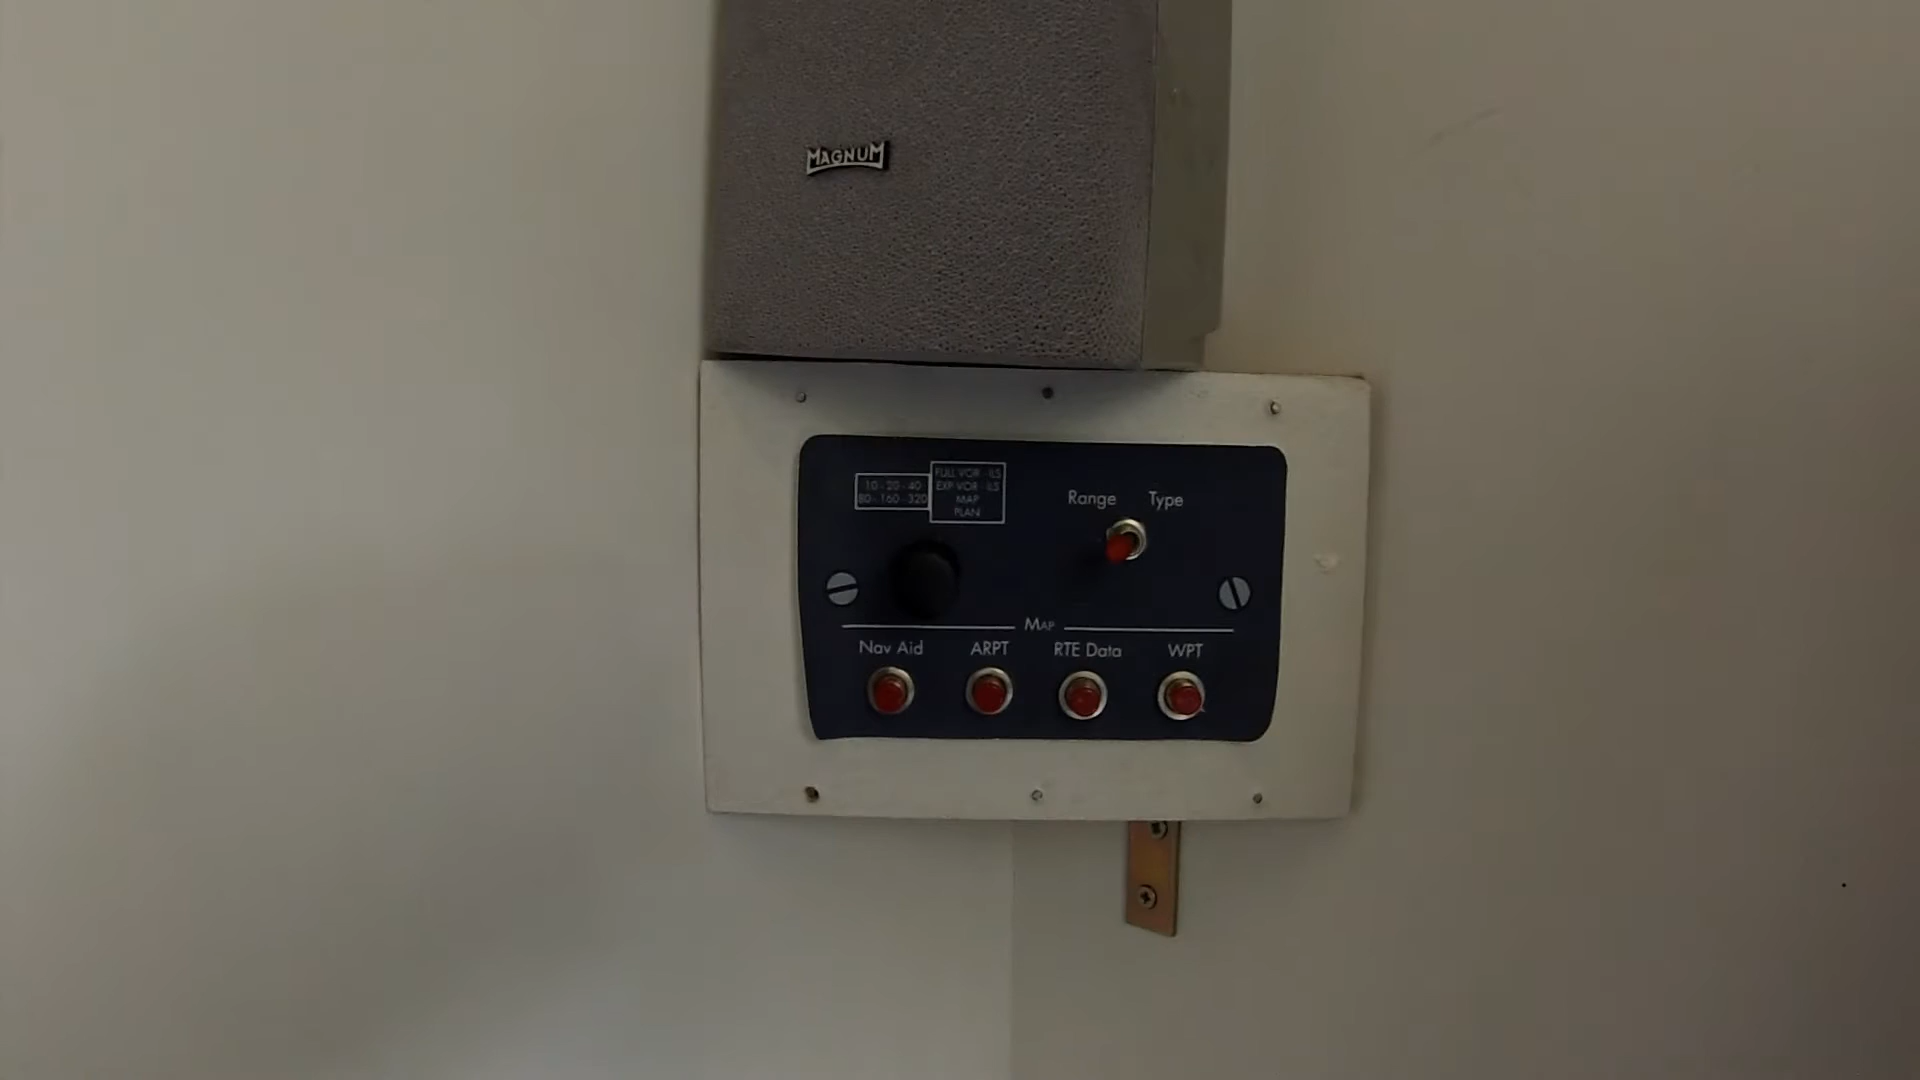 MAGNUM
10 - 20 - 40
80 - 160 - 320
FULL VOR - ILS
EXP VOR - ILS
MAP
PLAN
Range Type
MAP
Nav Aid ARPT RTE Data WPT